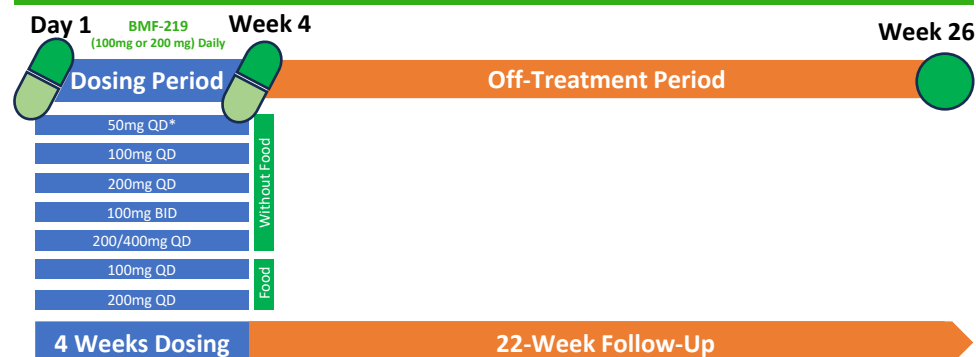 Day 1
BMF-219
(100mg or 200 mg) Daily
Week 4
Week 26
Dosing Period
Off-Treatment Period
50mg QD*
100mg QD
200mg QD
100mg BID
200/400mg QD
Without Food
100mg QD
200mg QD
Food
4 Weeks Dosing
22-Week Follow-Up